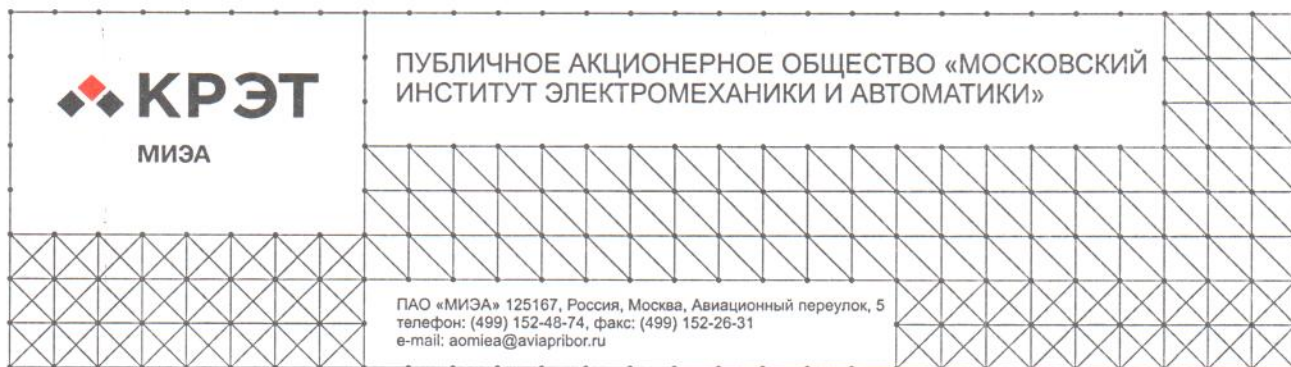 КРЭТ
МИЭА
ПУБЛИЧНОЕ АКЦИОНЕРНОЕ ОБЩЕСТВО «МОСКОВСКИЙ
ИНСТИТУТ ЭЛЕКТРОМЕХАНИКИ И АВТОМАТИКИ»
ПАО «МИЭА» 125167, Россия, Москва, Авиационный переулок, 5
телефон: (499) 152-48-74, факс: (499) 152-26-31
e-mail: aomiea@aviapribor.ru